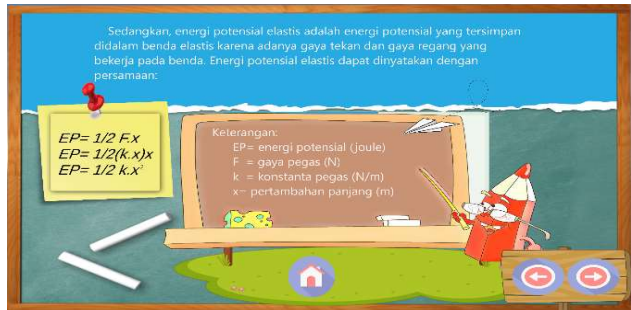 Sedangkan, energi potensial elastis adalah energi potensial yang tersimpan
didalam benda elastis karena adanya gaya tekan dan gaya regang yang
bekerja pada benda. Energi potensial elastis dapat dinyatakan dengan
persamaan:
EP= 1/2 F.x
EP= 1/2(k.x)x
EP= 1/2 k.x²
Keterangan:
EP= energi potensial (joule)
F = gaya pegas (N)
k = konstanta pegas (N/m)
x= pertambahan panjang (m)